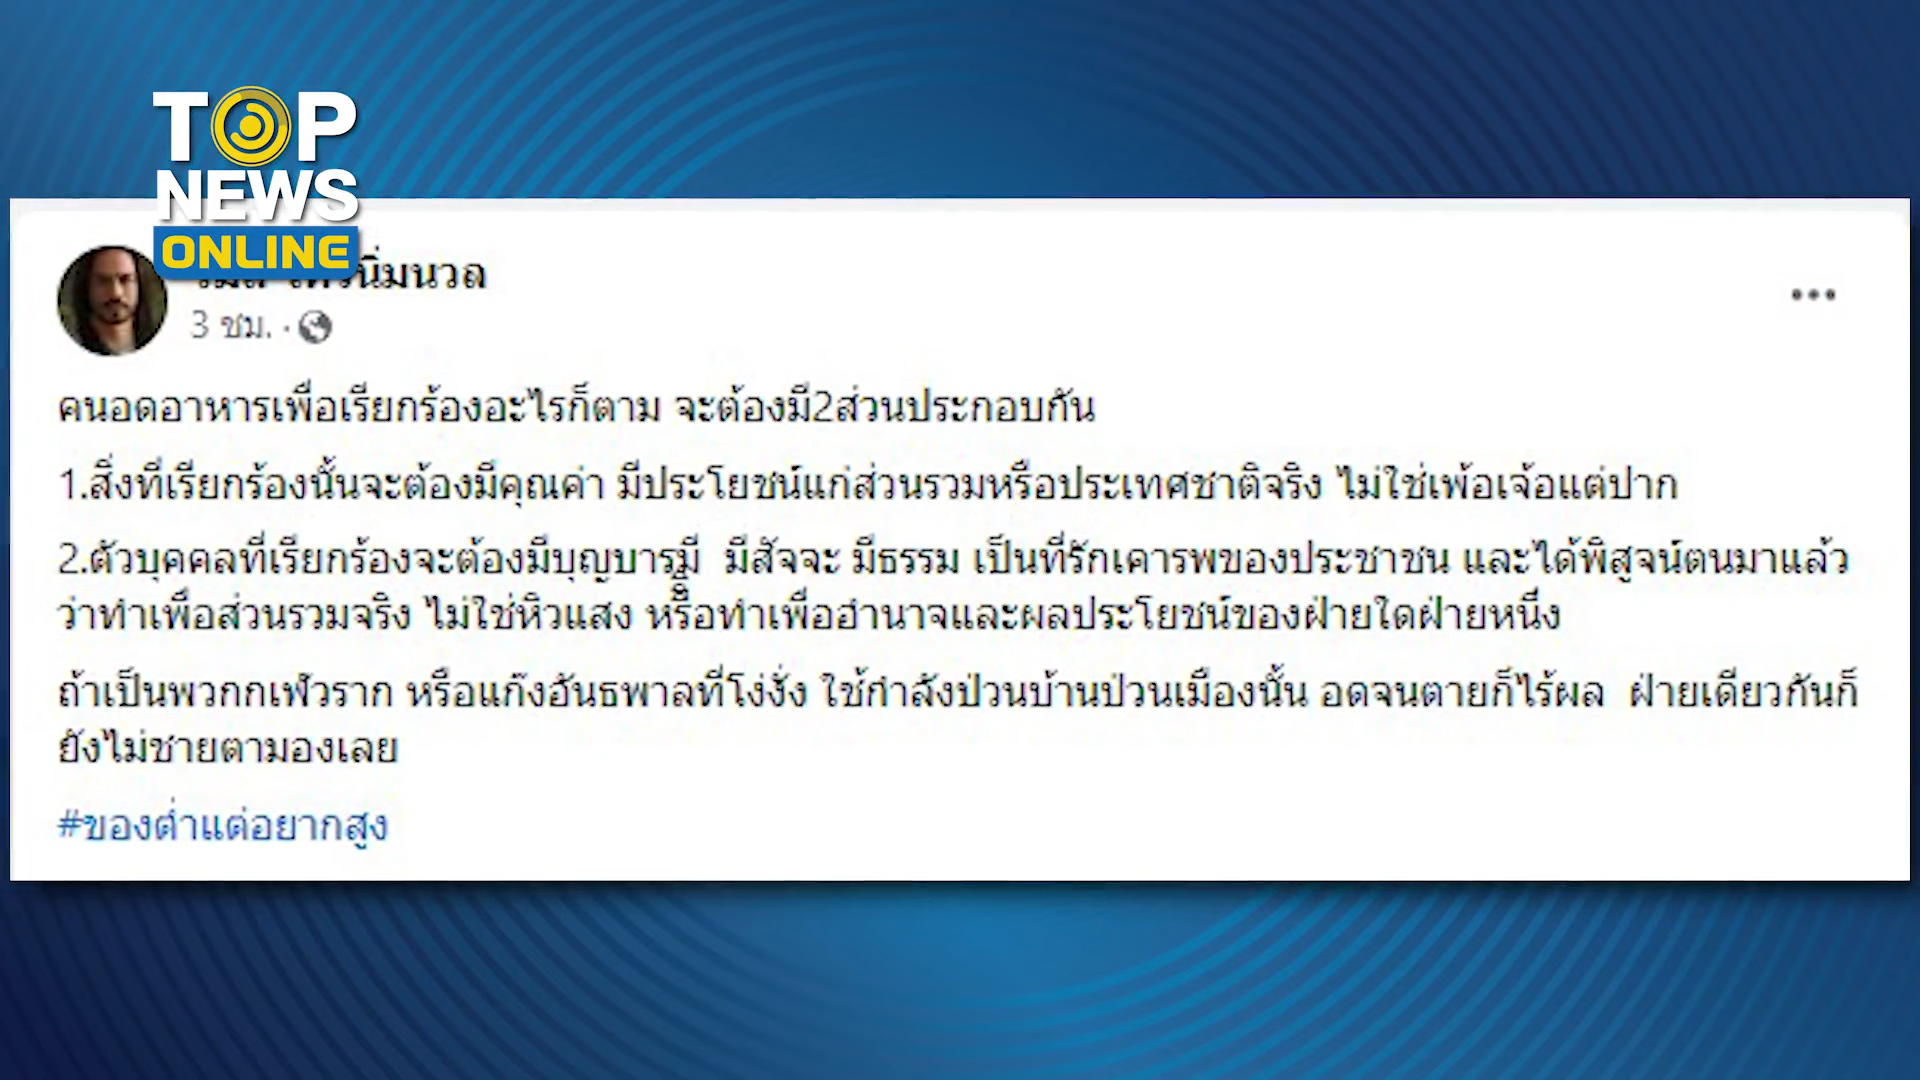 TOP
NEWS
ONLINE
3 ชม.
คนอดอาหารเพื่อเรียกร้องอะไรก็ตาม จะต้องมี2ส่วนประกอบกัน
1.สิ่งที่เรียกร้องนั้นจะต้องมีคุณค่า มีประโยชน์แก่ส่วนรวมหรือประเทศชาติจริง ไม่ใช่เพ้อเจ้อแต่ปาก
2.ตัวบุคคลที่เรียกร้องจะต้องมีบุญบารมี มีสัจจะ มีธรรม เป็นที่รักเคารพของประชาชน และได้พิสูจน์ตนมาแล้ว
ว่าทำเพื่อส่วนรวมจริง ไม่ใช่หิวแสง หรือทำเพื่ออำนาจและผลประโยชน์ของฝ่ายใดฝ่ายหนึ่ง
ถ้าเป็นพวกกเฬวราก หรือแก๊งอันธพาลที่โง่งั่ง ใช้กำลังป่วนบ้านป่วนเมืองนั้น อดจนตายก็ไร้ผล ฝ่ายเดียวกันก็
ยังไม่ชายตามองเลย
#ของต่ำแต่อยากสูง